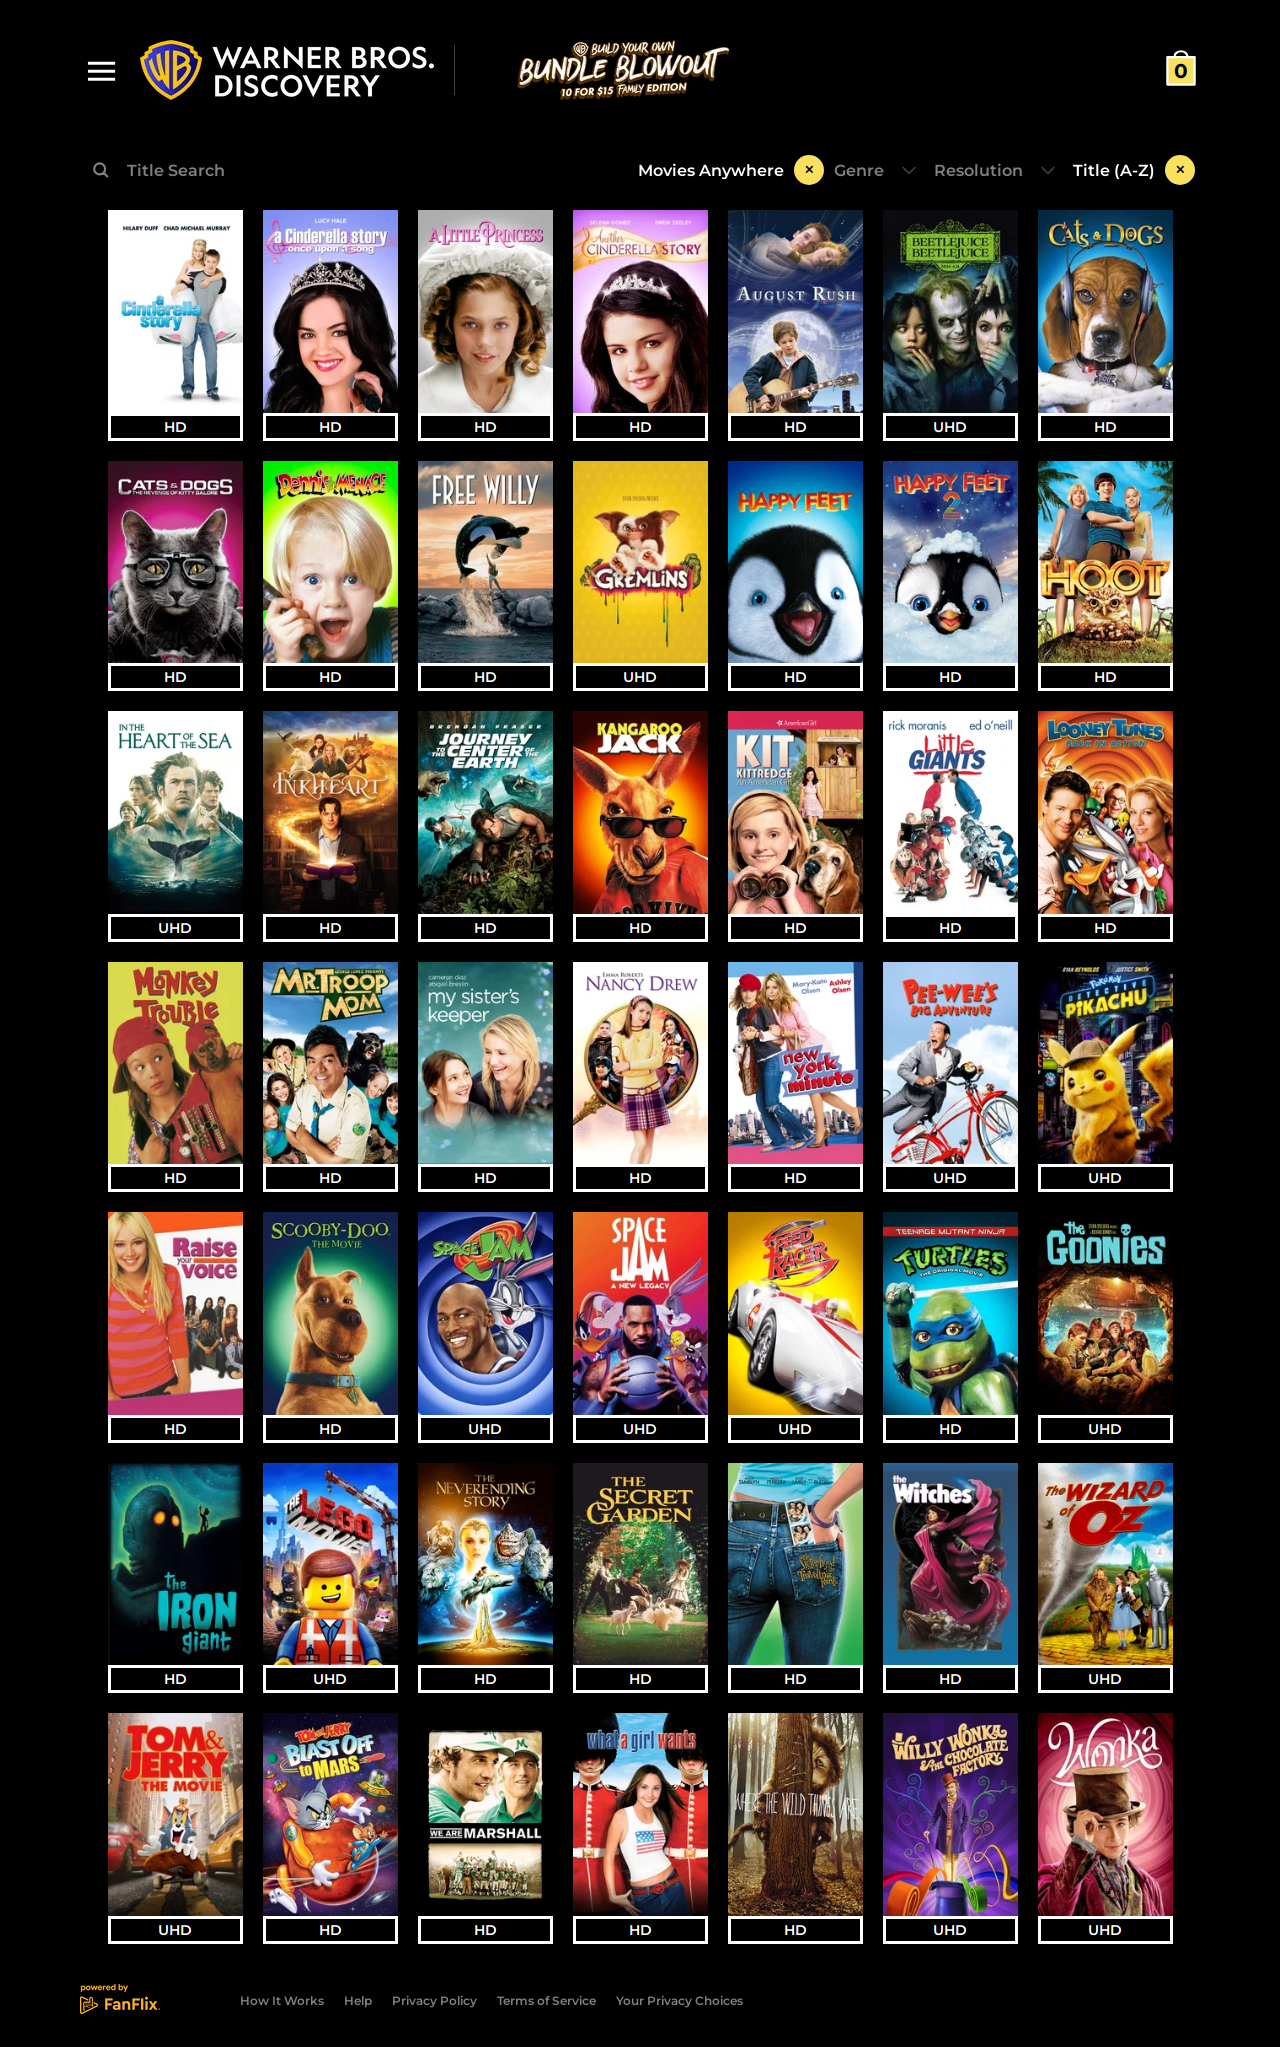 WARNER BROS.
DISCOVERY
BUILD YOUR OWN
BUNDLE BLOWOUT
10 FOR $15 Family EDITION
0
Title Search
Movies Anywhere
Genre
Resolution
Title (A-Z)
HILARY DUFF CHAD MICHAEL MURRAY
a Cinderella story
HD
LUCY HALE
a Cinderella story
once upon a song
HD
A LITTLE PRINCESS
HD
SELENA GOMEZ DREW SEELEY
Another
CINDERELLA STORY
HD
AUGUST RUSH
HD
BEETLEJUICE
BEETLEJUICE
UHD
CATS & DOGS
HD
CATS & DOGS
THE REVENGE OF KITTY GALORE
HD
Dennis the MENACE
HD
FREE WILLY
HD
GREMLINS
UHD
HAPPY FEET
HD
HAPPY FEET
2
HD
HOOT
HD
IN THE
HEART OF THE SEA
UHD
INKHEART
HD
BRENDAN FRASER
JOURNEY
TO THE CENTER OF THE
EARTH
HD
KANGAROO
JACK
HD
AmericanGirl
KIT
KITTREDGE
An American Girl
HD
rick moranis ed o'neill
Little
GIANTS
HD
LOONEY TUNES
BACK IN ACTION
HD
MONKEY
TROUBLE
HD
GEORGE LOPEZ PRESENTS
MR. TROOP
MOM
HD
cameron diaz
abigail breslin
my sister's
keeper
HD
EMMA ROBERTS
NANCY DREW
HD
Mary-Kate Olsen Ashley Olsen
new
york
minute
HD
PEE-WEE'S
BIG ADVENTURE
UHD
RYAN REYNOLDS JUSTICE SMITH
POKÉMON
DETECTIVE
PIKACHU
UHD
Raise
your
VOICE
HD
SCOOBY-DOO
THE MOVIE
HD
SPACE JAM
UHD
SPACE
JAM
A NEW LEGACY
UHD
SPEED
RACER
UHD
TEENAGE MUTANT NINJA
TURTLES
THE ORIGINAL MOVIE
HD
the
GOONIES
UHD
the
IRON
giant
HD
THE
LEGO
MOVIE
UHD
THE
NEVERENDING
STORY
HD
THE
SECRET
GARDEN
HD
the Sisterhood of the
Traveling Pants
HD
the
Witches
HD
The WIZARD
of OZ
UHD
TOM &
JERRY
THE MOVIE
UHD
TOM and JERRY
BLAST OFF
to MARS
HD
WE ARE MARSHALL
HD
what a girl wants
HD
WHERE THE WILD THINGS ARE
HD
WILLY WONKA
& THE CHOCOLATE
FACTORY
UHD
Wonka
UHD
powered by
FanFlix
How It Works
Help
Privacy Policy
Terms of Service
Your Privacy Choices